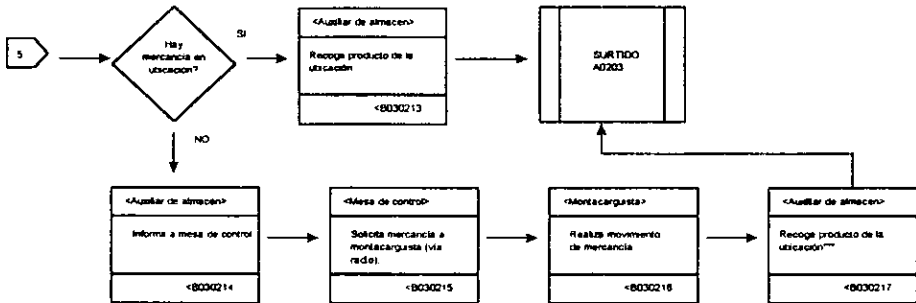 5
Hay
mercancia en
ubicación?
SI
<Auxiliar de almacen>
Recoge producto de la
ubicación
<B030213
SURTIDO
A0203
NO
<Auxiliar de almacen>
Informa a mesa de control
<B030214
<Mesa de control>
Solicita mercancia a
montacarguista (via
radio).
<B030215
<Montacarguista>
Realiza movimiento
de mercancia
<B030216
<Auxiliar de almacen>
Recoge producto de la
ubicación****
<B030217